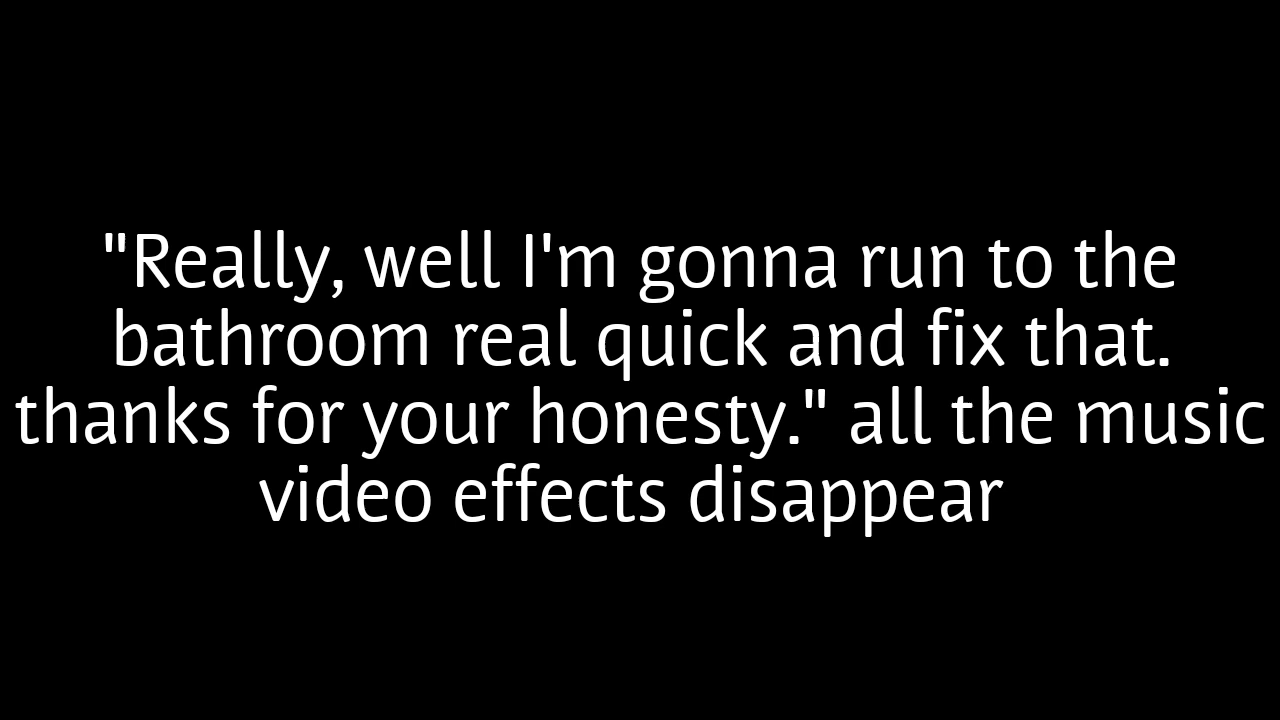 "Really, well I'm gonna run to the
bathroom real quick and fix that.
thanks for your honesty." all the music
video effects disappear